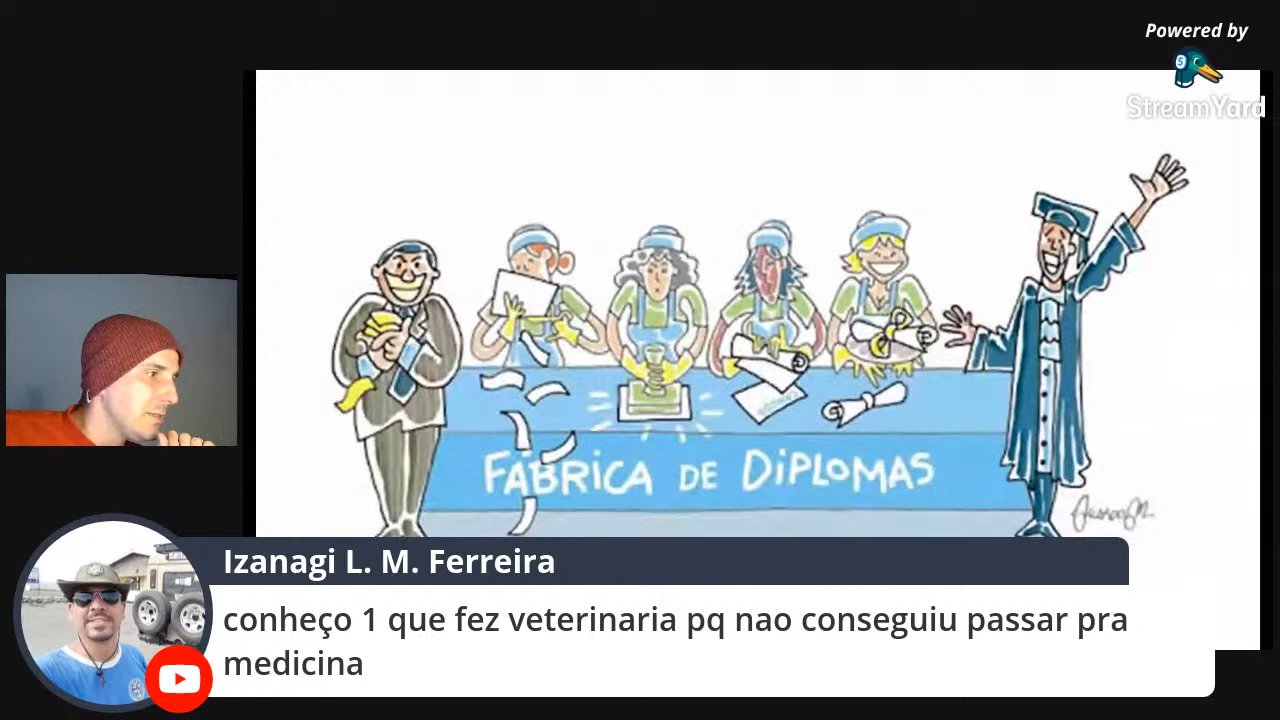 Powered by
StreamYard
FÁBRICA DE DIPLOMAS
Izanagi L. M. Ferreira
conheço 1 que fez veterinaria pq nao conseguiu passar pra
medicina